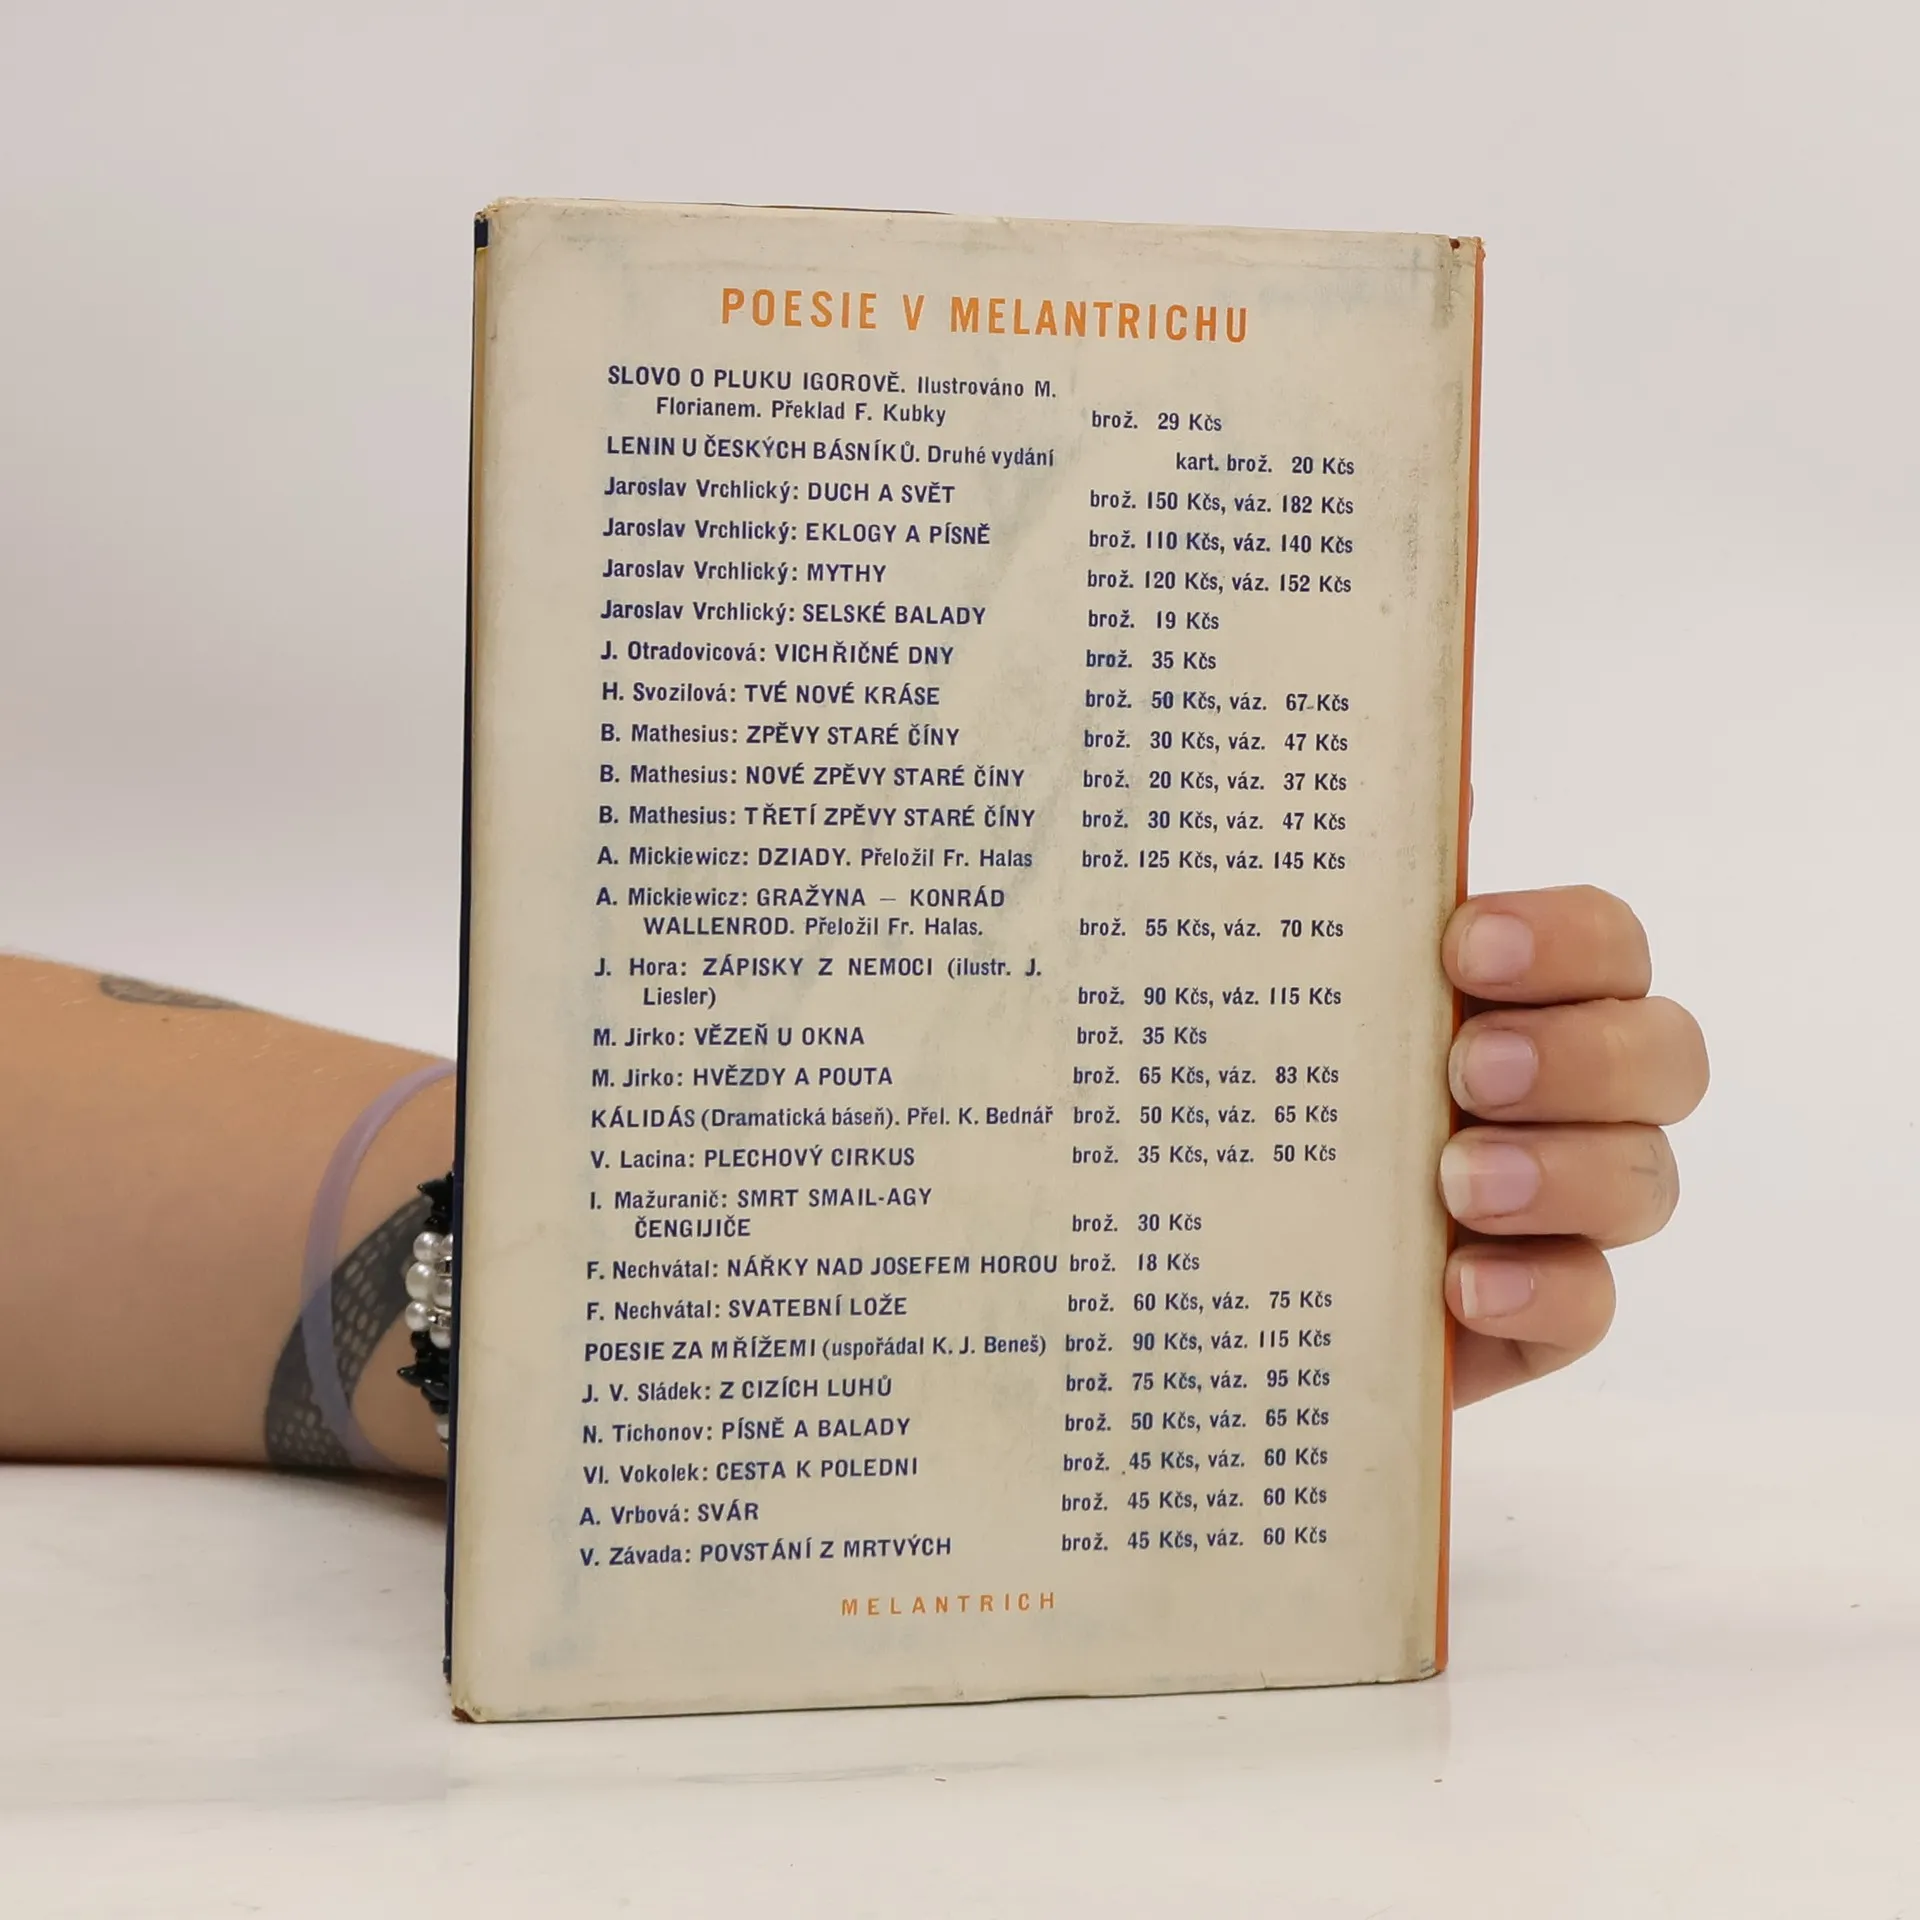 POESIE V MELANTRICHU
SLOVO O PLUKU IGOROVĚ. Ilustrováno M.
Florianem. Překlad F. Kubky brož. 29 Kčs
LENIN U ČESKÝCH BÁSNÍKŮ. Druhé vydání kart. brož. 20 Kčs
Jaroslav Vrchlický: DUCH A SVĚT brož. 150 Kčs, váz. 182 Kčs
Jaroslav Vrchlický: EKLOGY A PÍSNĚ brož. 110 Kčs, váz. 140 Kčs
Jaroslav Vrchlický: MYTHY brož. 120 Kčs, váz. 152 Kčs
Jaroslav Vrchlický: SELSKÉ BALADY brož. 19 Kčs
J. Otradovicová: VICHŘIČNÉ DNY brož. 35 Kčs
H. Svozilová: TVÉ NOVÉ KRÁSE brož. 50 Kčs, váz. 67 Kčs
B. Mathesius: ZPĚVY STARÉ ČÍNY brož. 30 Kčs, váz. 47 Kčs
B. Mathesius: NOVÉ ZPĚVY STARÉ ČÍNY brož. 20 Kčs, váz. 37 Kčs
B. Mathesius: TŘETÍ ZPĚVY STARÉ ČÍNY brož. 30 Kčs, váz. 47 Kčs
A. Mickiewicz: DZIADY. Přeložil Fr. Halas brož. 125 Kčs, váz. 145 Kčs
A. Mickiewicz: GRAŽYNA — KONRÁD
WALLENROD. Přeložil Fr. Halas. brož. 55 Kčs, váz. 70 Kčs
J. Hora: ZÁPISKY Z NEMOCI (ilustr. J.
Liesler) brož. 90 Kčs, váz. 115 Kčs
M. Jirko: VĚZEŇ U OKNA brož. 35 Kčs
M. Jirko: HVĚZDY A POUTA brož. 65 Kčs, váz. 83 Kčs
KÁLIDÁS (Dramatická báseň). Přel. K. Bednář brož. 50 Kčs, váz. 65 Kčs
V. Lacina: PLECHOVÝ CIRKUS brož. 35 Kčs, váz. 50 Kčs
I. Mažuranič: SMRT SMAIL-AGY
ČENGIJIČE brož. 30 Kčs
F. Nechvátal: NÁŘKY NAD JOSEFEM HOROU brož. 18 Kčs
F. Nechvátal: SVATEBNÍ LOŽE brož. 60 Kčs, váz. 75 Kčs
POESIE ZA MŘÍŽEMI (uspořádal K. J. Beneš) brož. 90 Kčs, váz. 115 Kčs
J. V. Sládek: Z CIZÍCH LUHŮ brož. 75 Kčs, váz. 95 Kčs
N. Tichonov: PÍSNĚ A BALADY brož. 50 Kčs, váz. 65 Kčs
Vl. Vokolek: CESTA K POLEDNI brož. 45 Kčs, váz. 60 Kčs
A. Vrbová: SVÁR brož. 45 Kčs, váz. 60 Kčs
V. Závada: POVSTÁNÍ Z MRTVÝCH brož. 45 Kčs, váz. 60 Kčs
MELANTRICH